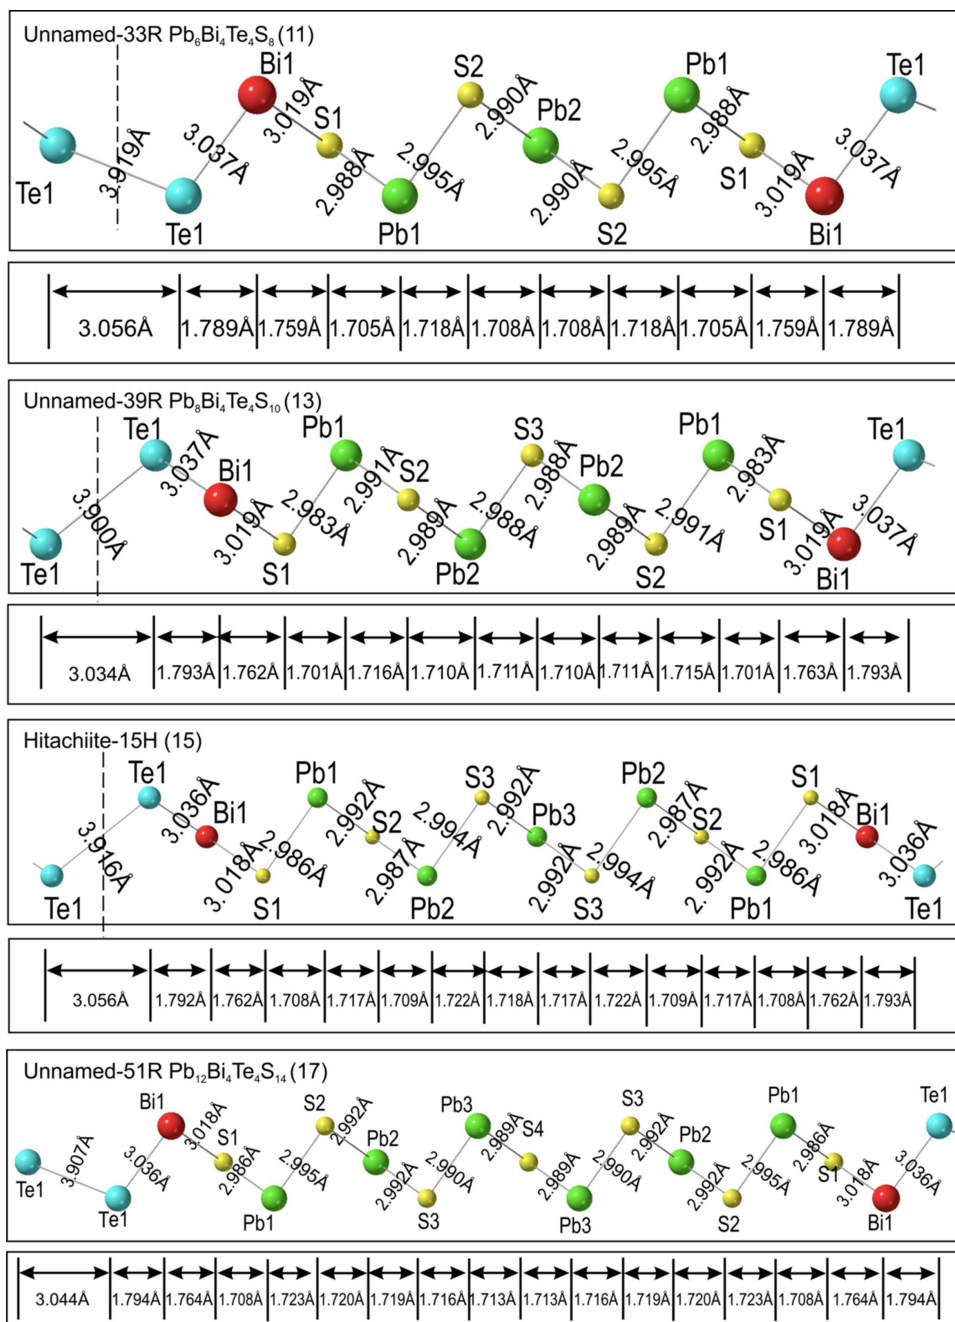 Unnamed-33R Pb₆Bi₄Te₄S₈ (11)
Te1
3.919Å
Te1
3.037Å
Bi1
3.019Å
S1
2.988Å
Pb1
2.995Å
S2
2.990Å
Pb2
2.990Å
S2
2.995Å
Pb1
2.988Å
S1
3.019Å
Bi1
3.037Å
Te1
3.056Å 1.789Å 1.759Å 1.705Å 1.718Å 1.708Å 1.708Å 1.718Å 1.705Å 1.759Å 1.789Å
Unnamed-39R Pb₈Bi₄Te₄S₁₀ (13)
Te1
3.900Å
Te1
3.037Å
Bi1
3.019Å
S1
2.983Å
Pb1
2.991Å
S2
2.989Å
Pb2
2.988Å
S3
2.988Å
Pb2
2.989Å
S2
2.991Å
Pb1
2.983Å
S1
3.019Å
Bi1
3.037Å
Te1
3.034Å 1.793Å 1.762Å 1.701Å 1.716Å 1.710Å 1.711Å 1.710Å 1.711Å 1.715Å 1.701Å 1.763Å 1.793Å
Hitachiite-15H (15)
Te1
3.916Å
Te1
3.036Å
Bi1
3.018Å
S1
2.986Å
Pb1
2.992Å
S2
2.987Å
Pb2
2.994Å
S3
2.992Å
Pb3
2.992Å
S3
2.994Å
Pb2
2.987Å
S2
2.992Å
Pb1
2.986Å
S1
3.018Å
Bi1
3.036Å
Te1
3.056Å 1.792Å 1.762Å 1.708Å 1.717Å 1.709Å 1.722Å 1.718Å 1.717Å 1.722Å 1.709Å 1.717Å 1.708Å 1.762Å 1.793Å
Unnamed-51R Pb₁₂Bi₄Te₄S₁₄ (17)
Te1
3.907Å
Te1
3.036Å
Bi1
3.018Å
S1
2.986Å
Pb1
2.995Å
S2
2.992Å
Pb2
2.992Å
S3
2.990Å
Pb3
2.989Å
S4
2.989Å
Pb3
2.990Å
S3
2.992Å
Pb2
2.992Å
S2
2.995Å
Pb1
2.986Å
S1
3.018Å
Bi1
3.036Å
Te1
3.044Å 1.794Å 1.764Å 1.708Å 1.723Å 1.720Å 1.719Å 1.716Å 1.713Å 1.713Å 1.716Å 1.719Å 1.720Å 1.723Å 1.708Å 1.764Å 1.794Å